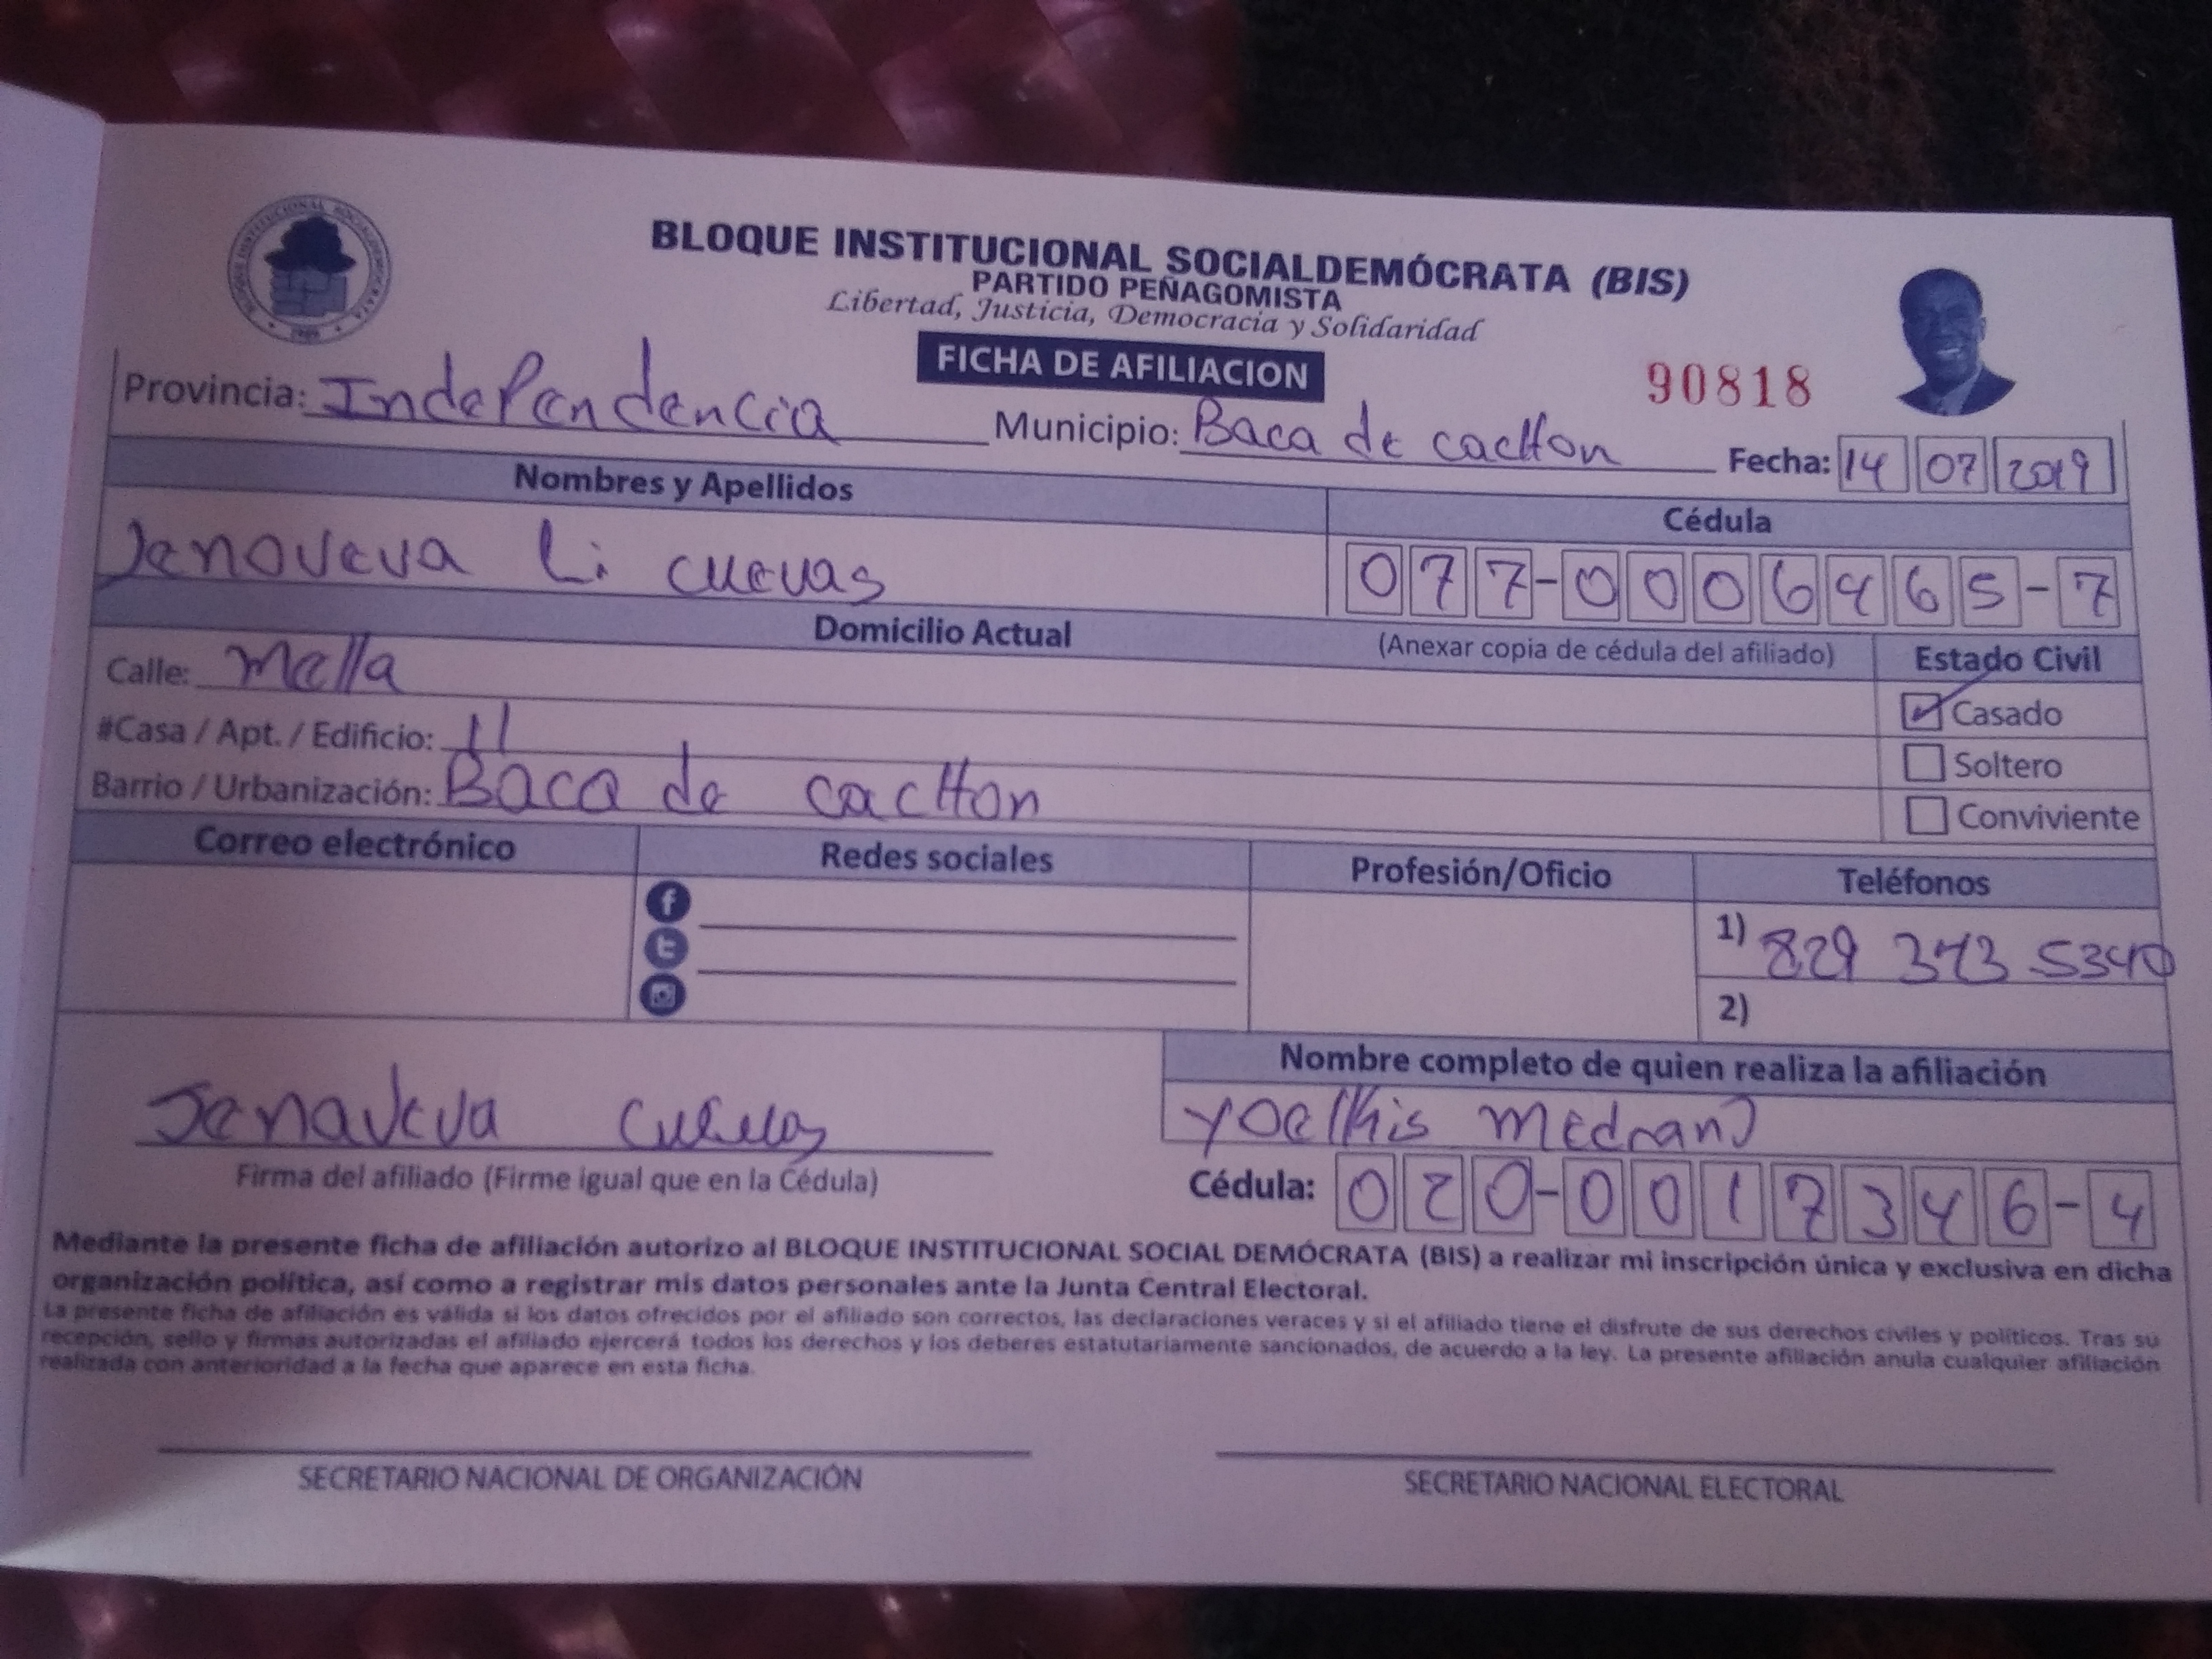 BLOQUE INSTITUCIONAL SOCIALDEMÓCRATA (BIS)
PARTIDO PEÑAGOMISTA
Libertad, Justicia, Democracia y Solidaridad
FICHA DE AFILIACION
90818
Provincia: Independencia Municipio: Baca de cacHon Fecha: 14 07 2019
Nombres y Apellidos Cédula
Jenoveva Li cuevas 077-0006465-7
Domicilio Actual (Anexar copia de cédula del afiliado) Estado Civil
Calle: Mella
Casado
#Casa / Apt. / Edificio: 11
Soltero
Barrio / Urbanización: Baca de cacHon
Conviviente
Correo electrónico Redes sociales Profesión/Oficio Teléfonos
1) 829 373 5340
2)
Nombre completo de quien realiza la afiliación
Yoelkis Medrano
Jenaveva Cuevas
Firma del afiliado (Firme igual que en la Cédula) Cédula: 020-0017346-4
Mediante la presente ficha de afiliación autorizo al BLOQUE INSTITUCIONAL SOCIAL DEMÓCRATA (BIS) a realizar mi inscripción única y exclusiva en dicha
organización política, así como a registrar mis datos personales ante la Junta Central Electoral.
La presente ficha de afiliación es válida si los datos ofrecidos por el afiliado son correctos, las declaraciones veraces y si el afiliado tiene el disfrute de sus derechos civiles y políticos. Tras su
recepción, sello y firmas autorizadas el afiliado ejercerá todos los derechos y los deberes estatutariamente sancionados, de acuerdo a la ley. La presente afiliación anula cualquier afiliación
realizada con anterioridad a la fecha que aparece en esta ficha.
SECRETARIO NACIONAL DE ORGANIZACIÓN SECRETARIO NACIONAL ELECTORAL